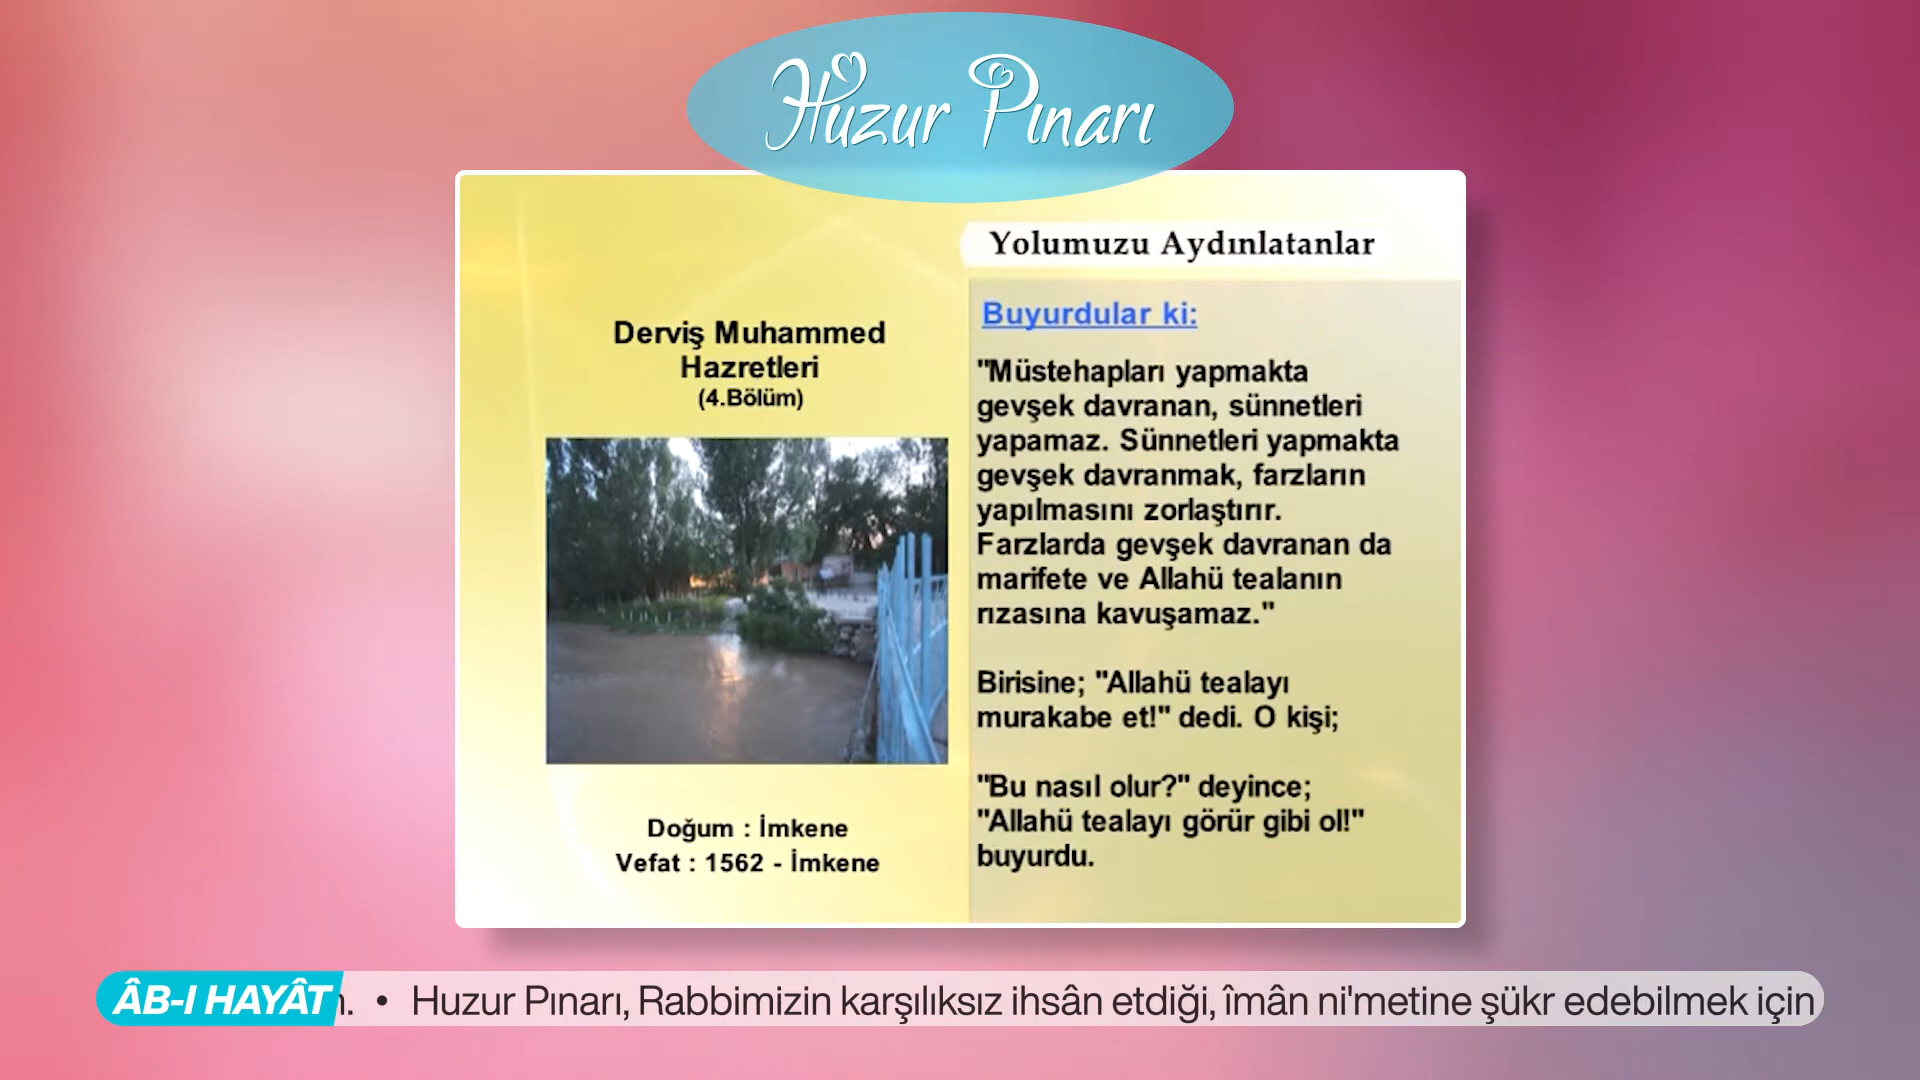 Huzur Pınarı
Yolumuzu Aydınlatanlar
Derviş Muhammed
Hazretleri
(4.Bölüm)
Doğum : İmkene
Vefat : 1562 - İmkene
Buyurdular ki:
"Müstehapları yapmakta
gevşek davranan, sünnetleri
yapamaz. Sünnetleri yapmakta
gevşek davranmak, farzların
yapılmasını zorlaştırır.
Farzlarda gevşek davranan da
marifete ve Allahü tealanın
rızasına kavuşamaz."
Birisine; "Allahü tealayı
murakabe et!" dedi. O kişi;
"Bu nasıl olur?" deyince;
"Allahü tealayı görür gibi ol!"
buyurdu.
ÂB-I HAYÂT • Huzur Pınarı, Rabbimizin karşılıksız ihsân etdiği, îmân ni'metine şükr edebilmek için